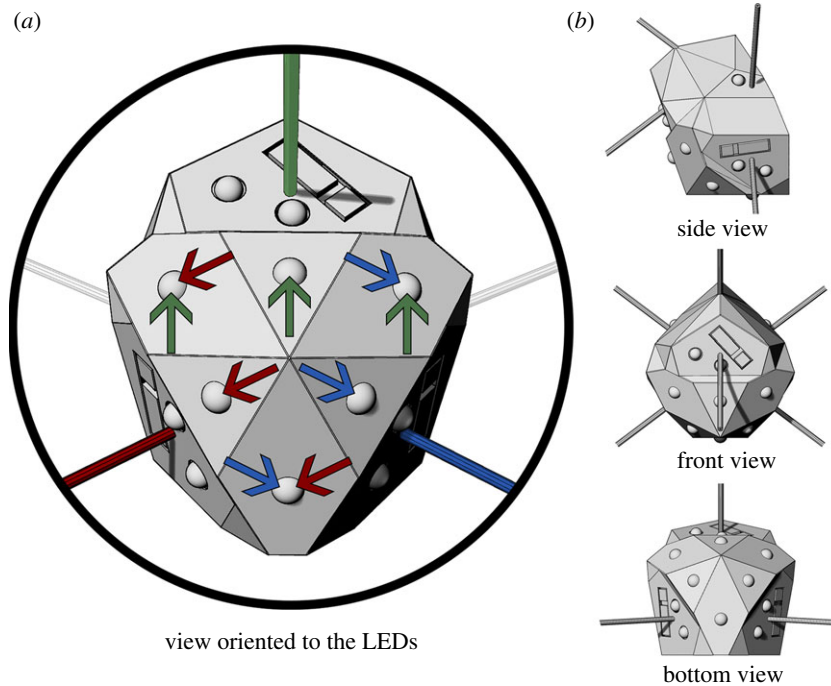 (a)
view oriented to the LEDs
(b)
side view
front view
bottom view